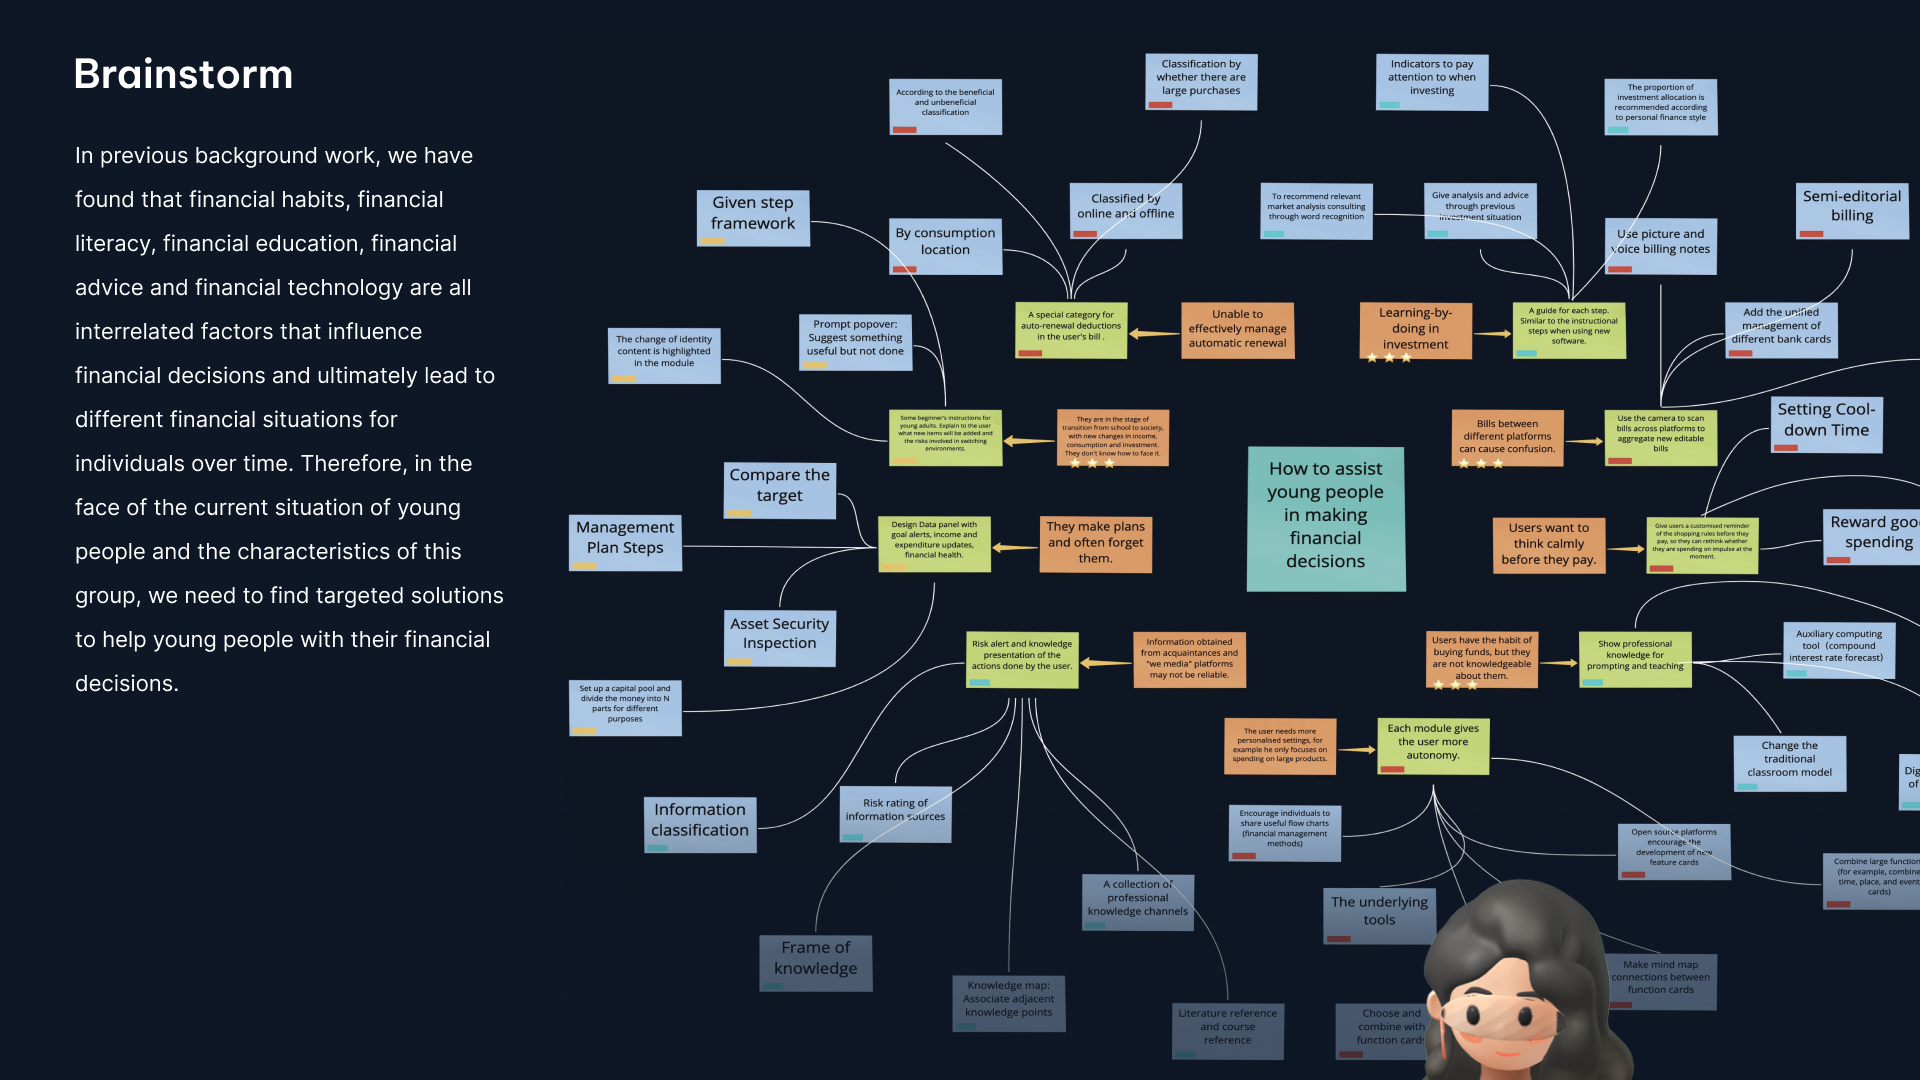 Brainstorm
In previous background work, we have
found that financial habits, financial
literacy, financial education, financial
advice and financial technology are all
interrelated factors that influence
financial decisions and ultimately lead to
different financial situations for
individuals over time. Therefore, in the
face of the current situation of young
people and the characteristics of this
group, we need to find targeted solutions
to help young people with their financial
decisions.
According to the beneficial
and unbeneficial
classification
Classification by
whether there are
large purchases
Indicators to pay
attention to when
investing
The proportion of
investment allocation is
recommended according
to personal finance style
Given step
framework
By consumption
location
Classified by
online and offline
To recommend relevant
market analysis consulting
through word recognition
Give analysis and advice
through previous
investment situation
Use picture and
voice billing notes
Semi-editorial
billing
The change of identity
content is highlighted
in the module
Prompt popover:
Suggest something
useful but not done
A special category for
auto-renewal deductions
in the user's bill .
Unable to
effectively manage
automatic renewal
Learning-by-
doing in
investment
A guide for each step.
Similar to the instructional
steps when using new
software.
Add the unified
management of
different bank cards
Some beginner's instructions for
young adults. Explain to the user
what new items will be added and
the risks involved in switching
environments.
They are in the stage of
transition from school to society,
with new changes in income,
consumption and investment.
They don't know how to face it.
Bills between
different platforms
can cause confusion.
Use the camera to scan
bills across platforms to
aggregate new editable
bills
Setting Cool-
down Time
Compare the
target
Management
Plan Steps
Design Data panel with
goal alerts, income and
expenditure updates,
financial health.
They make plans
and often forget
them.
How to assist
young people
in making
financial
decisions
Users want to
think calmly
before they pay.
Give users a customised reminder
of the shopping rules before they
pay, so they can rethink whether
they are spending on impulse at the
moment.
Reward goo
spending
Asset Security
Inspection
Set up a capital pool and
divide the money into N
parts for different
purposes
Risk alert and knowledge
presentation of the
actions done by the user.
Information obtained
from acquaintances and
"we media" platforms
may not be reliable.
Users have the habit of
buying funds, but they
are not knowledgeable
about them.
Show professional
knowledge for
prompting and teaching
Auxiliary computing
tool（compound
interest rate forecast）
The user needs more
personalised settings, for
example he only focuses on
spending on large products.
Each module gives
the user more
autonomy.
Change the
traditional
classroom model
Dig
of
Information
classification
Risk rating of
information sources
Encourage individuals to
share useful flow charts
(financial management
methods)
Open source platforms
encourage the
development of new
feature cards
Combine large function
(for example, combine
time, place, and event
cards)
A collection of
professional
knowledge channels
The underlying
tools
Frame of
knowledge
Knowledge map:
Associate adjacent
knowledge points
Literature reference
and course
reference
Choose and
combine with
function cards
Make mind map
connections between
function cards